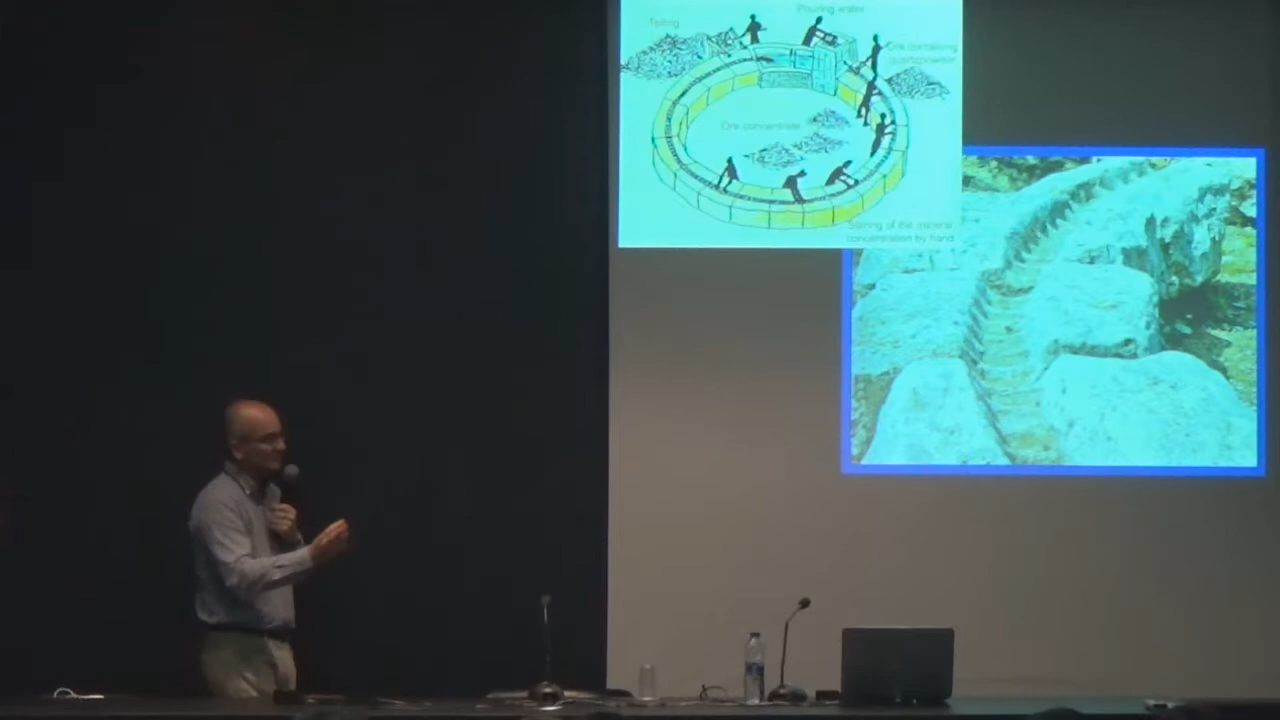 Pouring water
Tailing
Ore containing
Ore concentrate
Stirring of the mineral
concentration by hand